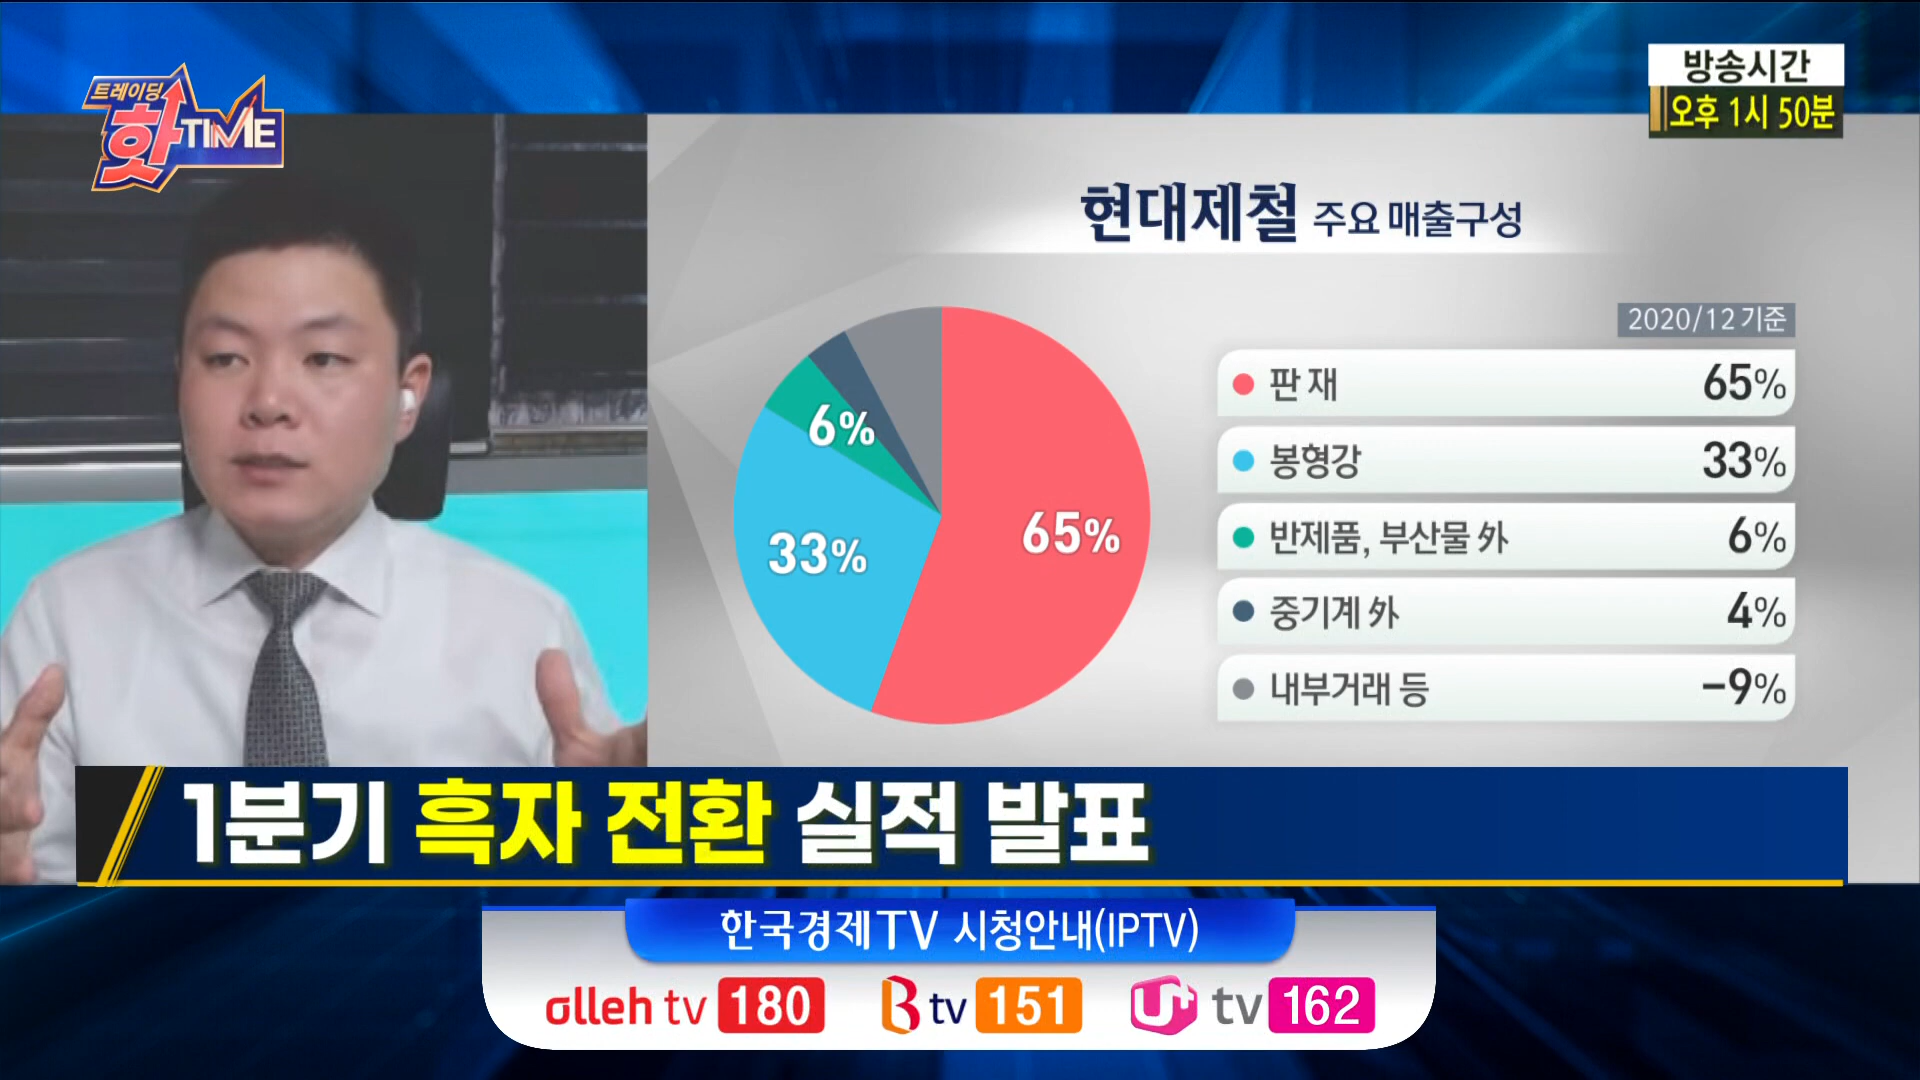 트레이딩
핫TIME
방송시간
오후 1시 50분
현대제철 주요 매출구성
2020/12 기준
판 재 65%
봉형강 33%
반제품, 부산물 外 6%
중기계 外 4%
내부거래 등 -9%
6%
33%
65%
1분기 흑자 전환 실적 발표
한국경제TV 시청안내(IPTV)
olleh tv 180 B tv 151 U+ tv 162